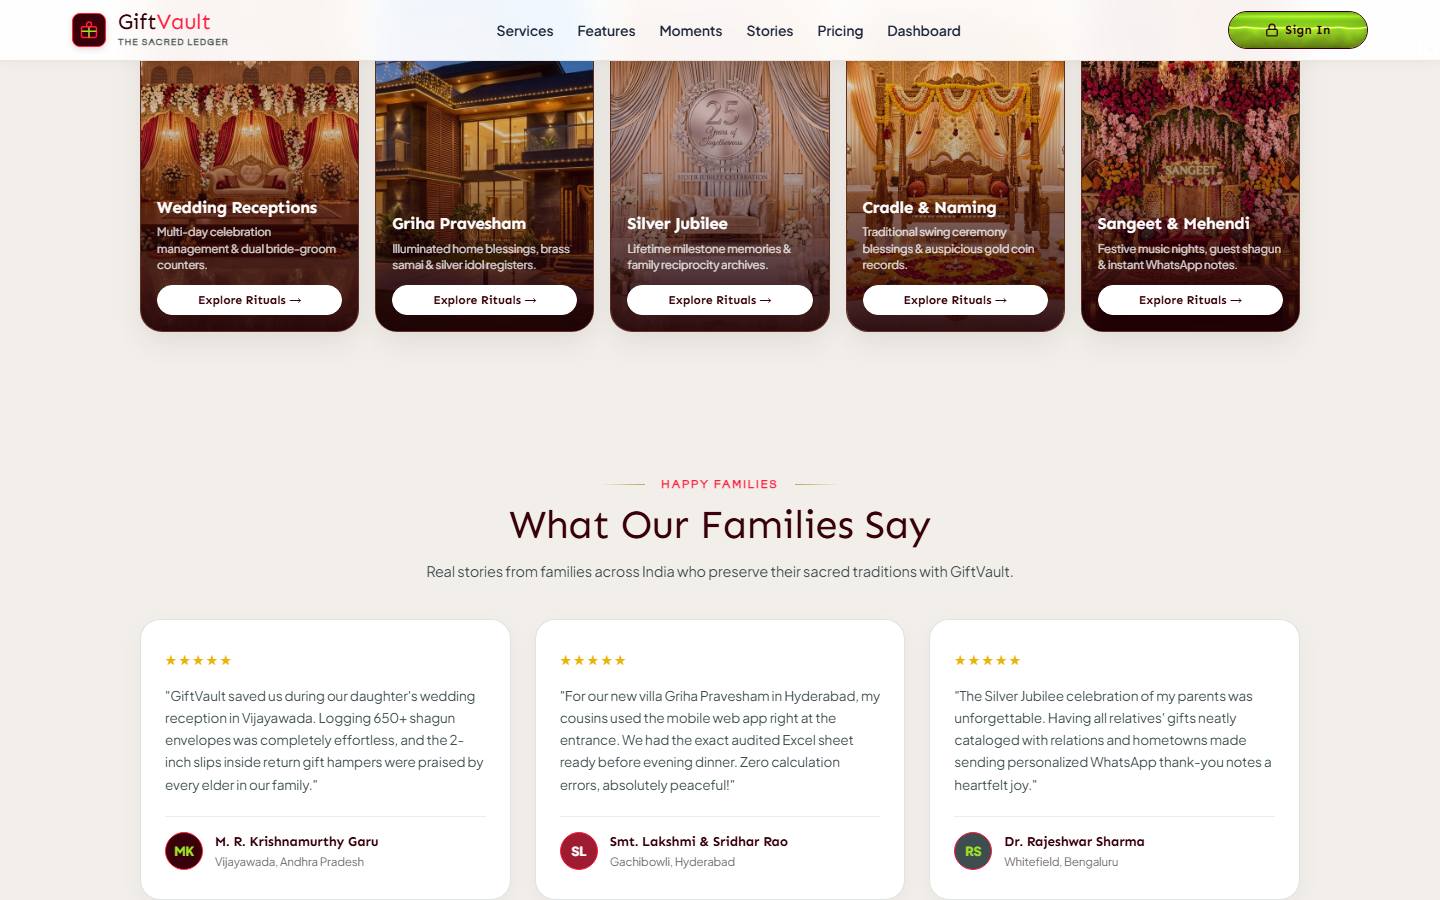 GiftVault
THE SACRED LEDGER
Services
Features
Moments
Stories
Pricing
Dashboard
Sign In
Wedding Receptions
Multi-day celebration
management & dual bride-groom
counters.
Explore Rituals →
Griha Pravesham
Illuminated home blessings, brass
samai & silver idol registers.
Explore Rituals →
25
Years of
Togetherness
SILVER JUBILEE CELEBRATION
Silver Jubilee
Lifetime milestone memories &
family reciprocity archives.
Explore Rituals →
Cradle & Naming
Traditional swing ceremony
blessings & auspicious gold coin
records.
Explore Rituals →
SANGEET
Sangeet & Mehendi
Festive music nights, guest shagun
& instant WhatsApp notes.
Explore Rituals →
HAPPY FAMILIES
What Our Families Say
Real stories from families across India who preserve their sacred traditions with GiftVault.
★★★★★
"GiftVault saved us during our daughter's wedding
reception in Vijayawada. Logging 650+ shagun
envelopes was completely effortless, and the 2-
inch slips inside return gift hampers were praised by
every elder in our family."
MK
M. R. Krishnamurthy Garu
Vijayawada, Andhra Pradesh
★★★★★
"For our new villa Griha Pravesham in Hyderabad, my
cousins used the mobile web app right at the
entrance. We had the exact audited Excel sheet
ready before evening dinner. Zero calculation
errors, absolutely peaceful!"
SL
Smt. Lakshmi & Sridhar Rao
Gachibowli, Hyderabad
★★★★★
"The Silver Jubilee celebration of my parents was
unforgettable. Having all relatives' gifts neatly
cataloged with relations and hometowns made
sending personalized WhatsApp thank-you notes a
heartfelt joy."
RS
Dr. Rajeshwar Sharma
Whitefield, Bengaluru